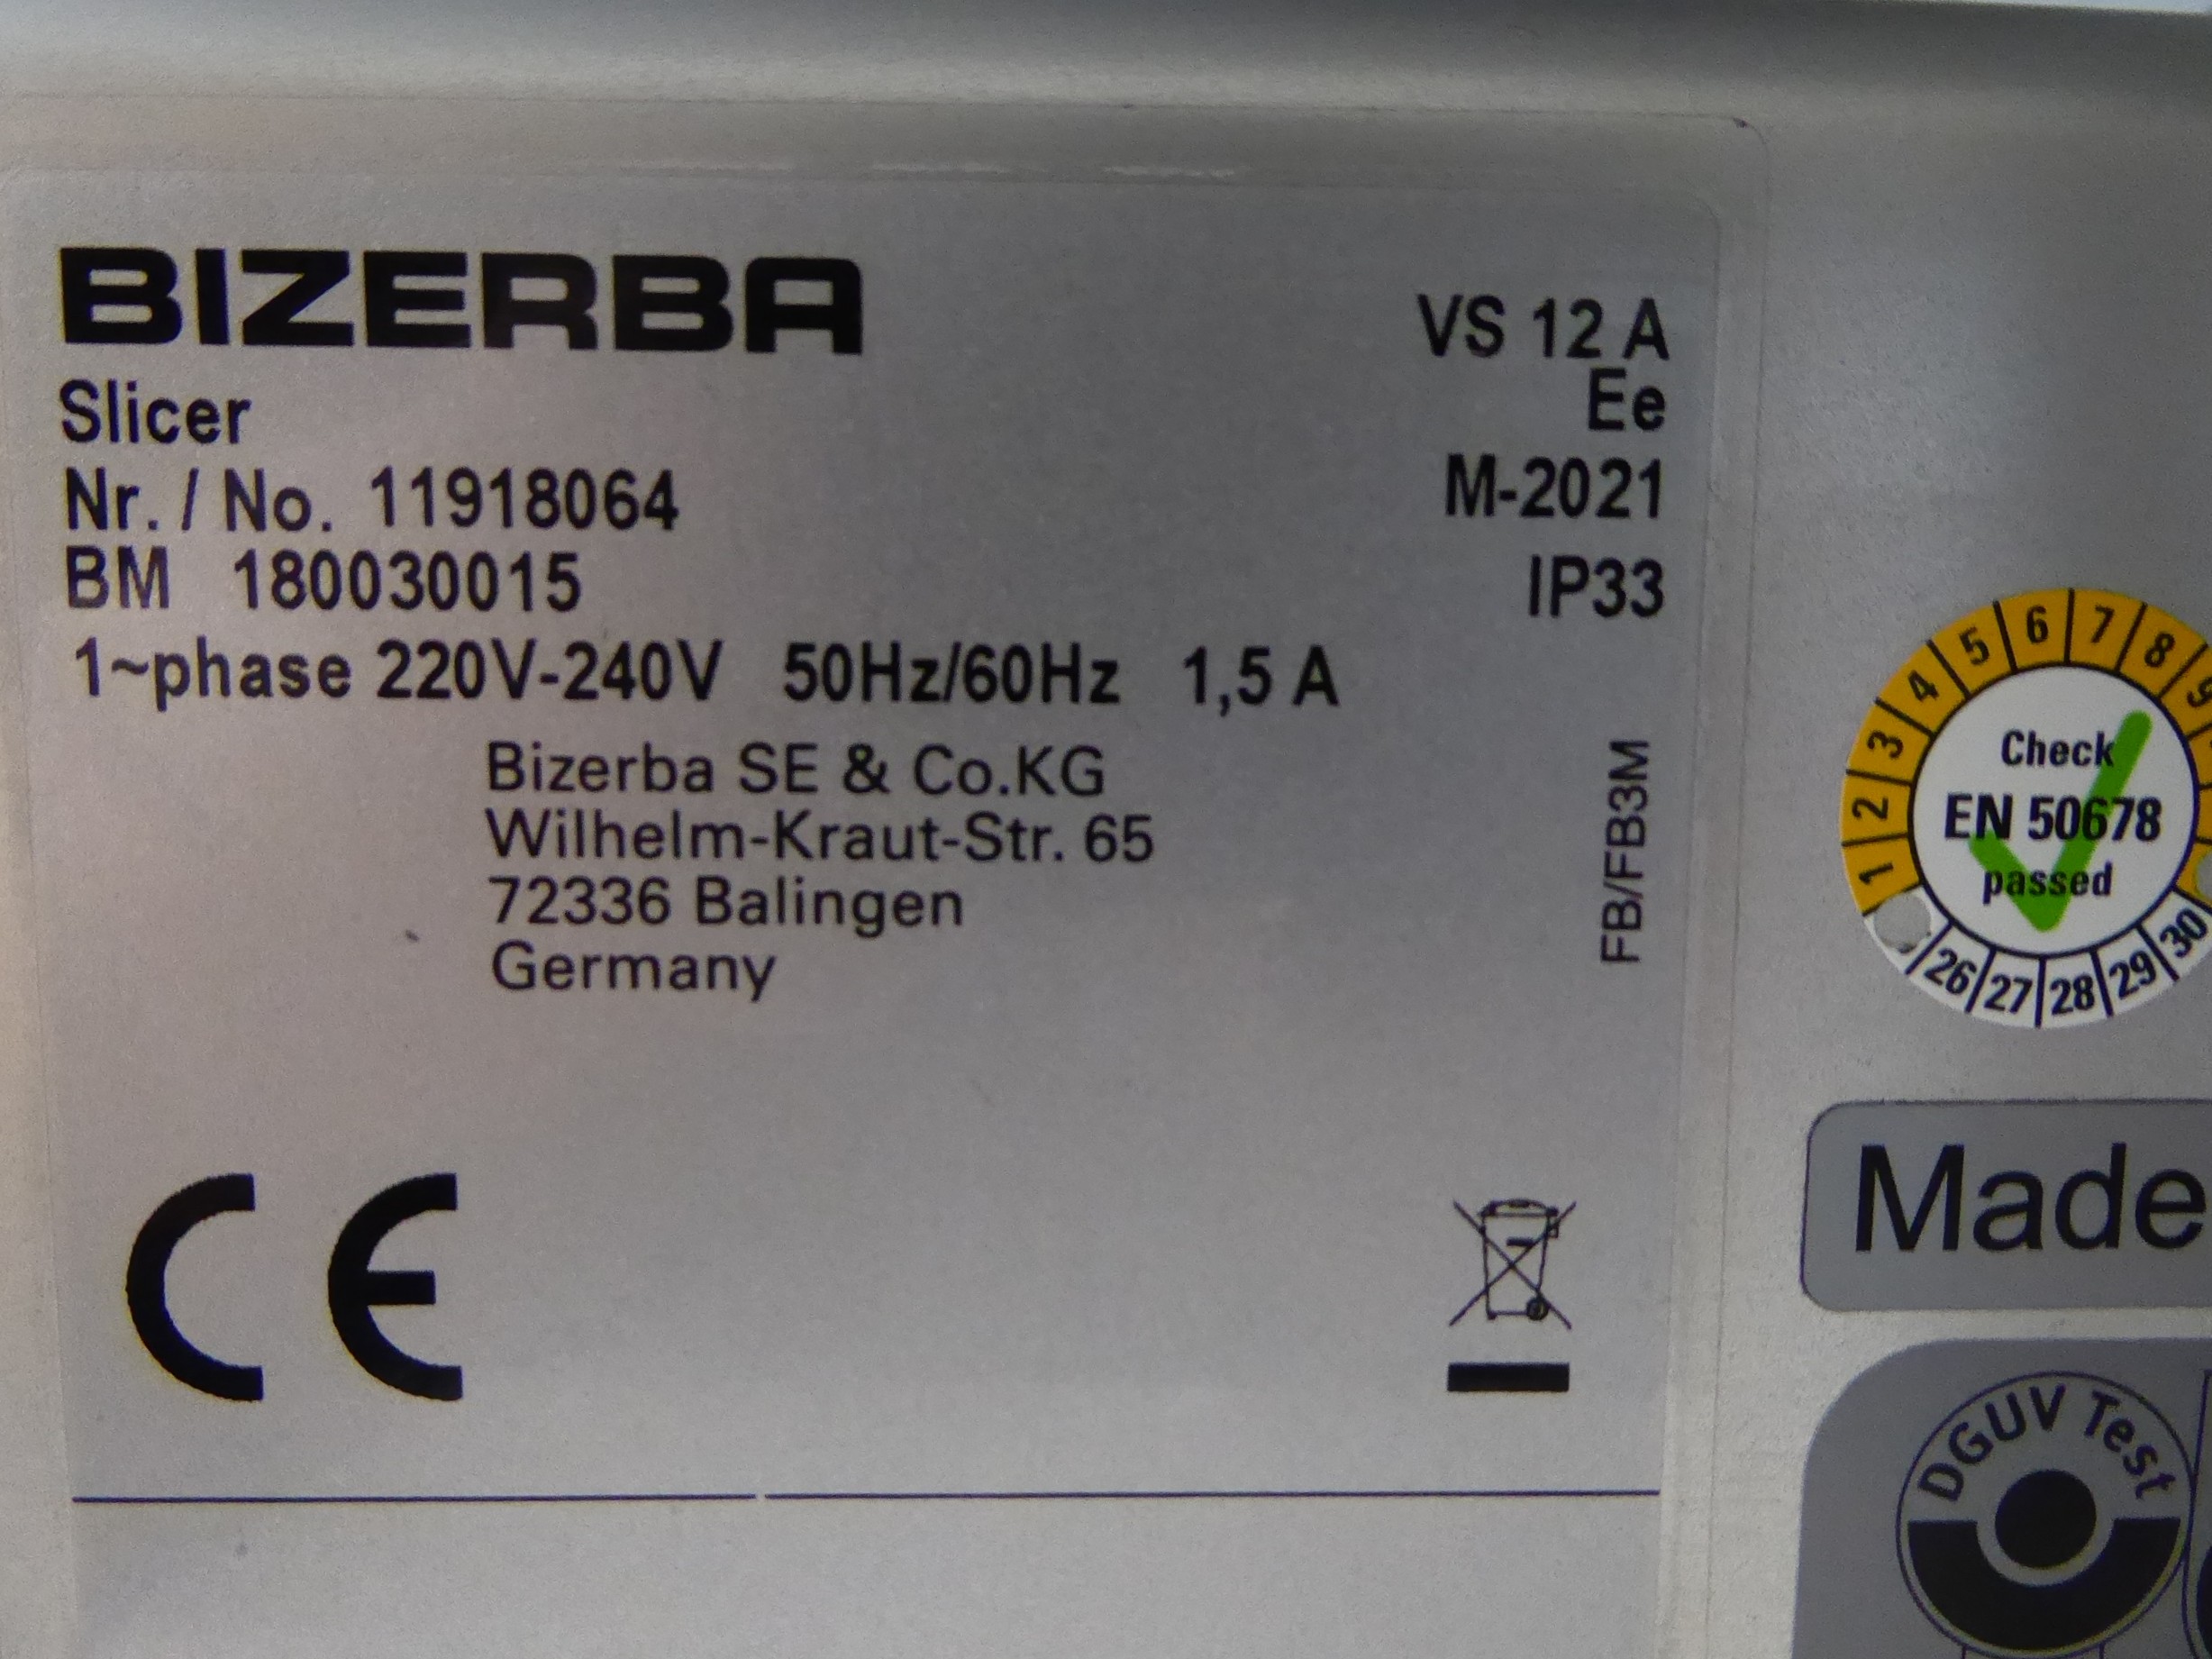 BIZERBA
VS 12 A
Slicer
Ee
Nr. / No. 11918064
M-2021
BM 180030015
IP33
1~phase 220V-240V 50Hz/60Hz 1,5 A
Bizerba SE & Co.KG
Wilhelm-Kraut-Str. 65
72336 Balingen
Germany
FB/FB3M
CE
1 2 3 4 5 6 7 8 9
Check
EN 50678
passed
26 27 28 29 30
Made
DGUV Test